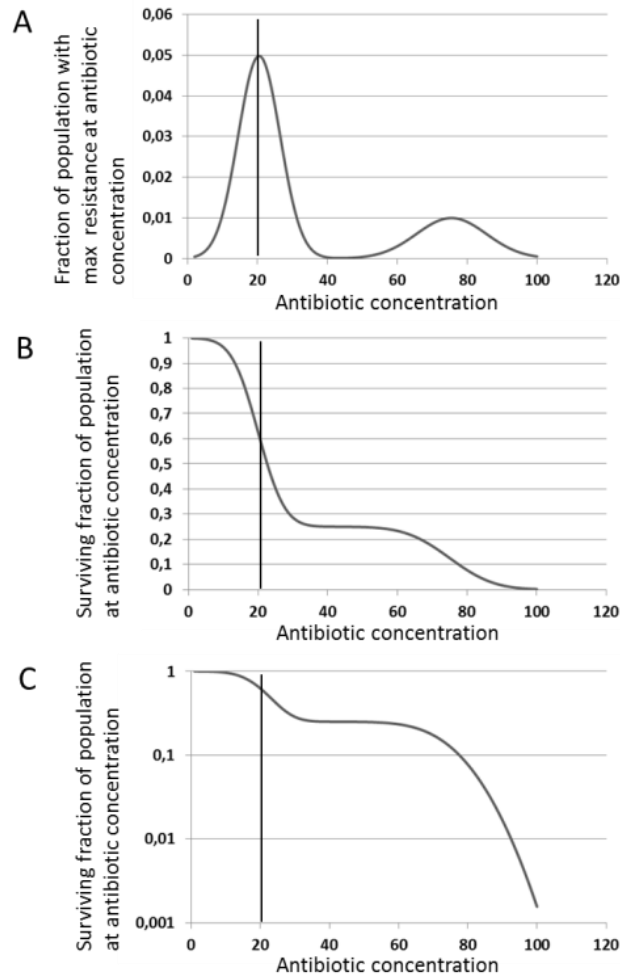 A
Fraction of population with
max resistance at antibiotic
concentration
0,06
0,05
0,04
0,03
0,02
0,01
0
0 20 40 60 80 100 120
Antibiotic concentration
B
Surviving fraction of population
at antibiotic concentration
1
0,9
0,8
0,7
0,6
0,5
0,4
0,3
0,2
0,1
0
0 20 40 60 80 100 120
Antibiotic concentration
C
Surviving fraction of population
at antibiotic concentration
1
0,1
0,01
0,001
0 20 40 60 80 100 120
Antibiotic concentration